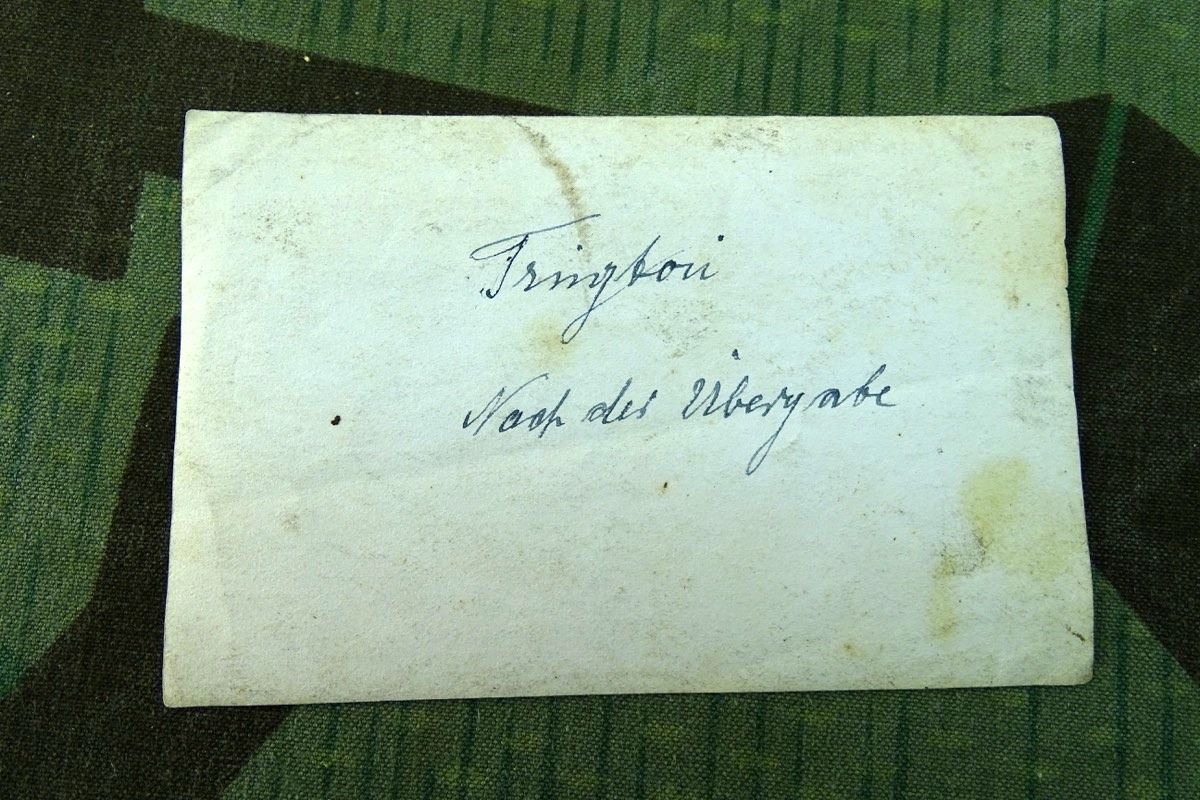 Tsingtau
Nach der Übergabe